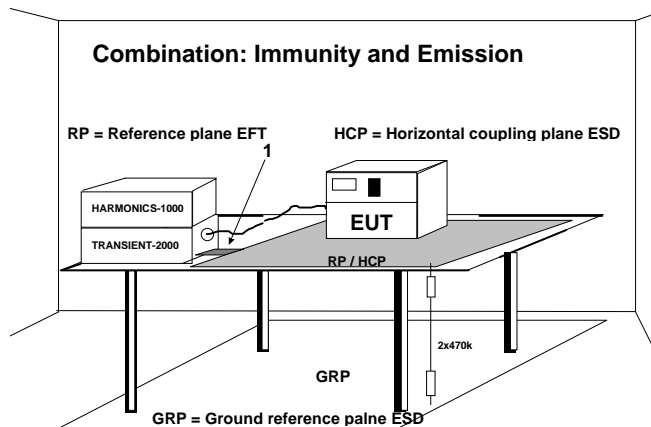 Combination: Immunity and Emission
RP = Reference plane EFT
HCP = Horizontal coupling plane ESD
1
HARMONICS-1000
TRANSIENT-2000
EUT
RP / HCP
2x470k
GRP
GRP = Ground reference palne ESD